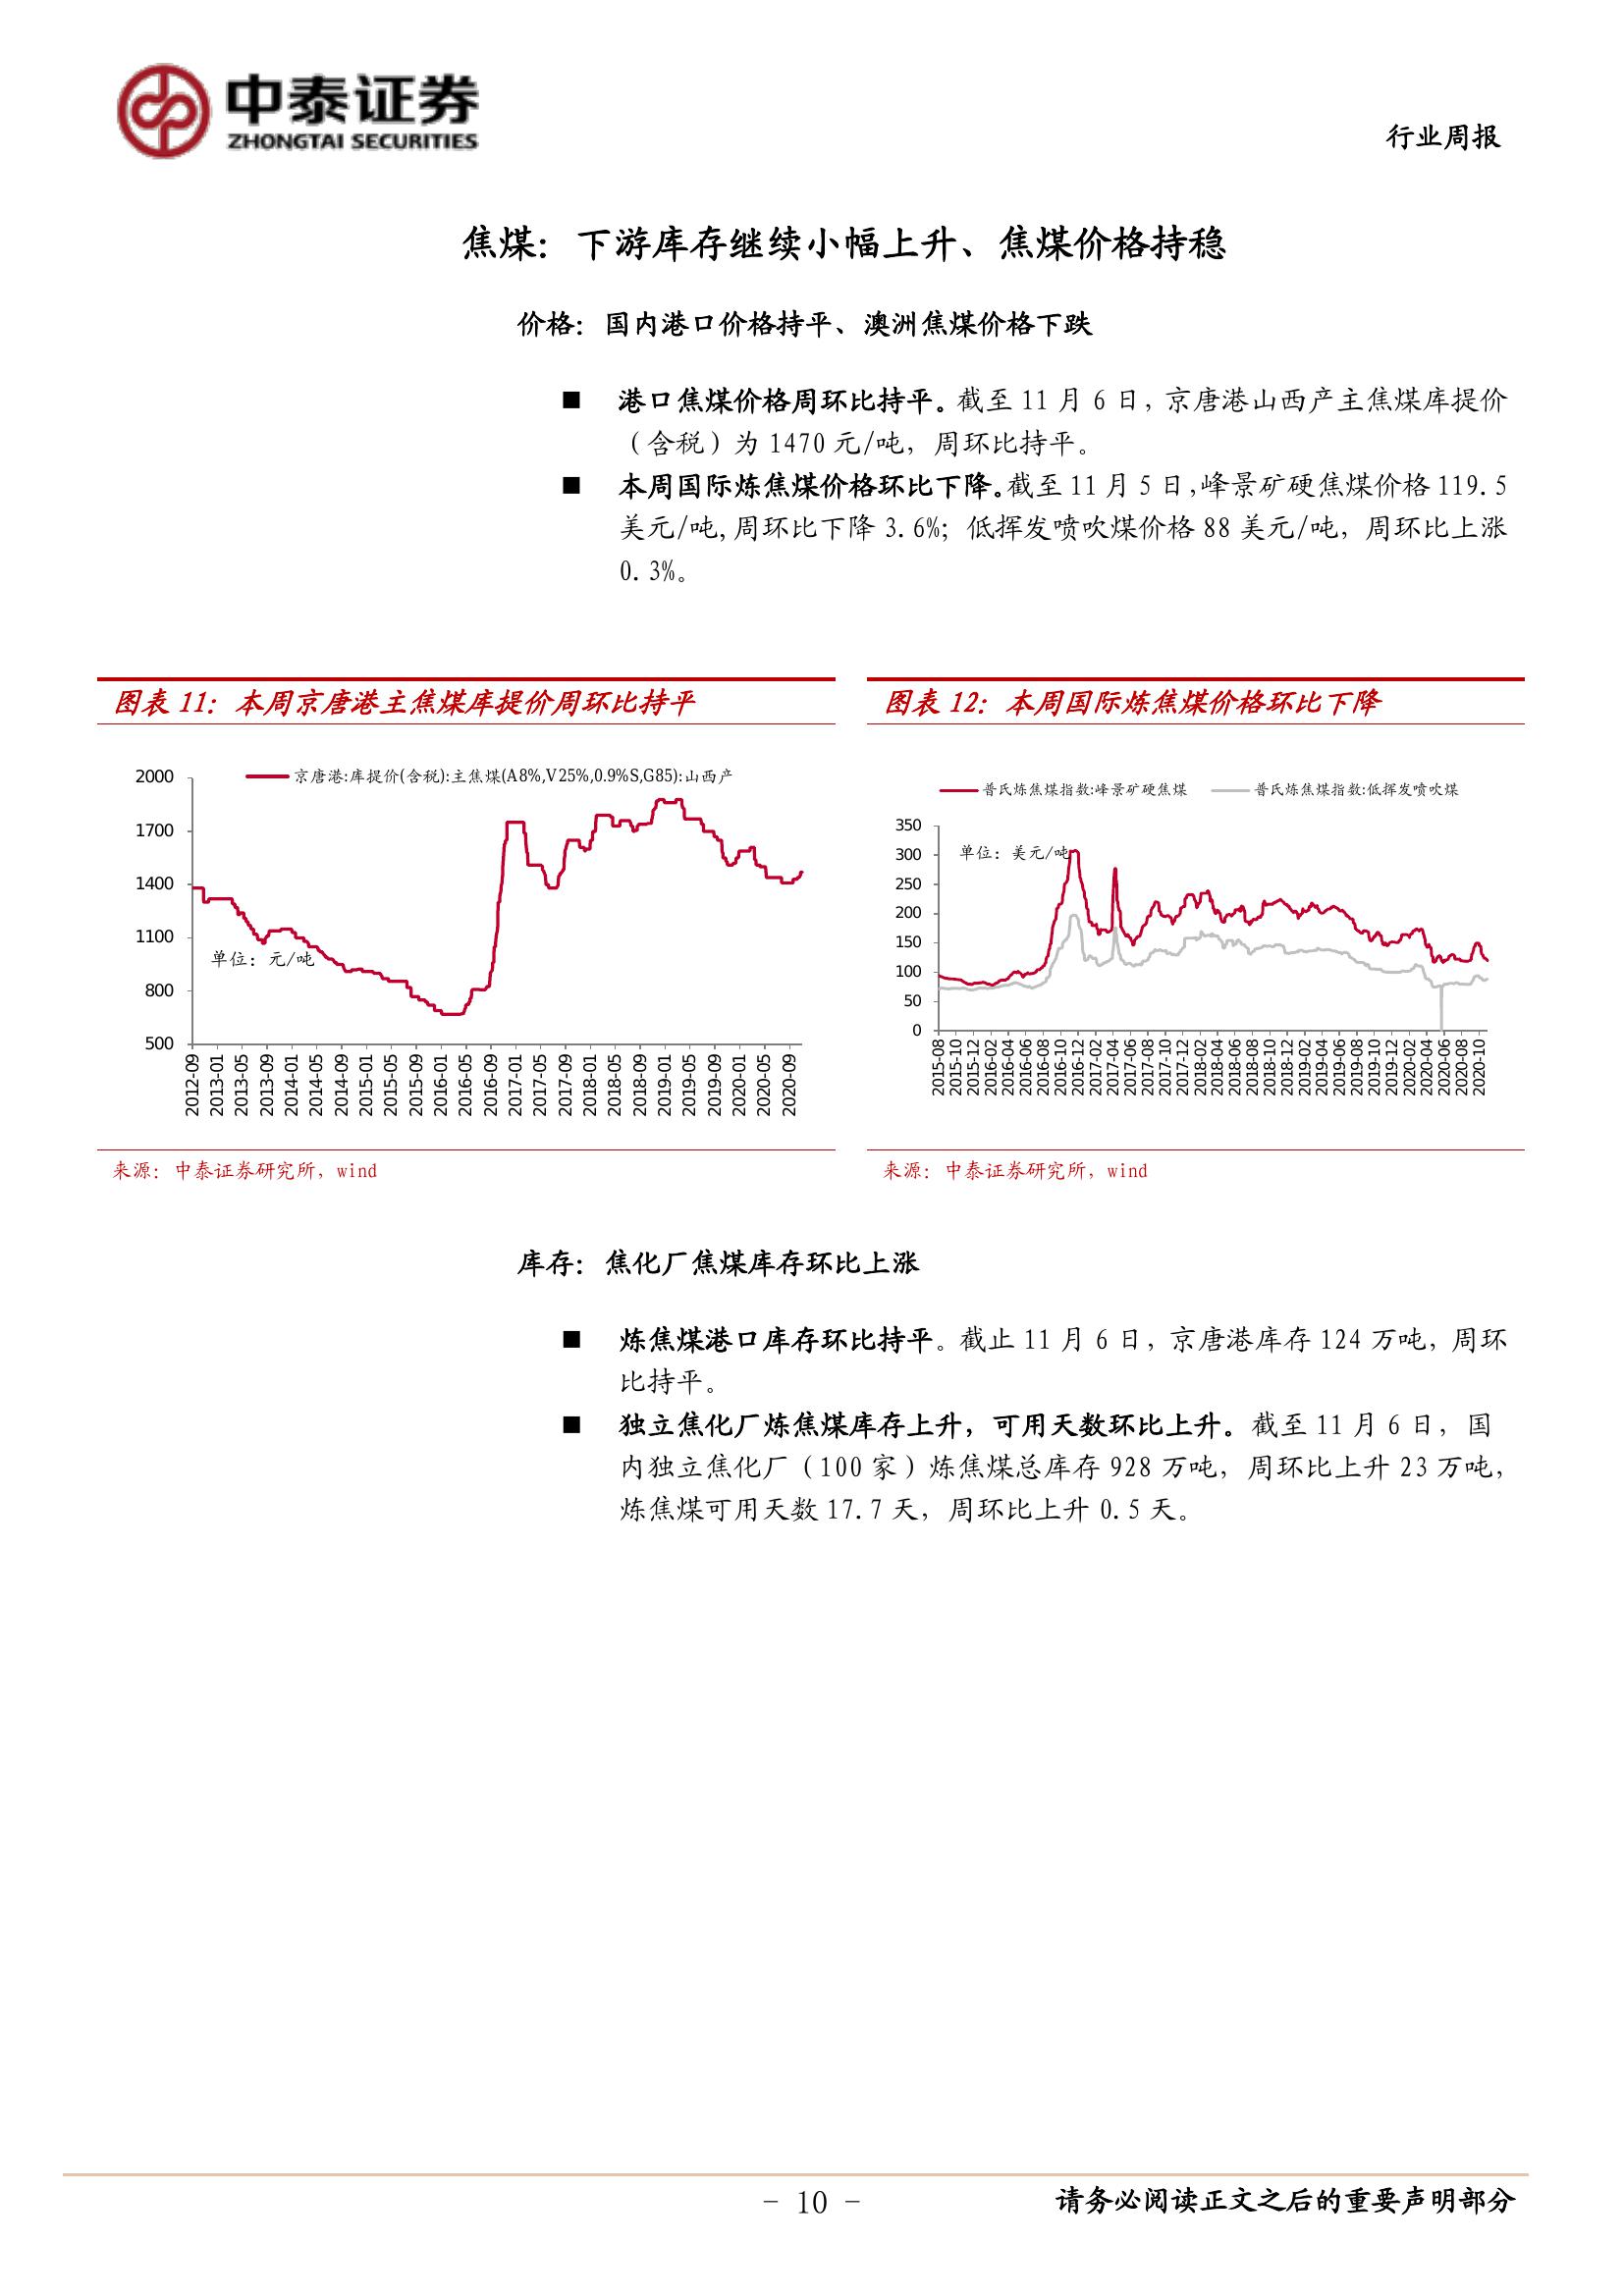 中泰证券
ZHONGTAI SECURITIES
行业周报
焦煤：下游库存继续小幅上升、焦煤价格持稳
价格：国内港口价格持平、澳洲焦煤价格下跌
■ 港口焦煤价格周环比持平。截至 11 月 6 日，京唐港山西产主焦煤库提价
（含税）为 1470 元/吨，周环比持平。
■ 本周国际炼焦煤价格环比下降。截至 11 月 5 日,峰景矿硬焦煤价格 119.5
美元/吨,周环比下降 3.6%；低挥发喷吹煤价格 88 美元/吨，周环比上涨
0.3%。
图表 11：本周京唐港主焦煤库提价周环比持平
京唐港:库提价(含税):主焦煤(A8%,V25%,0.9%S,G85):山西产
2000
1700
1400
1100
800
500
单位：元/吨
2012-09
2013-01
2013-05
2013-09
2014-01
2014-05
2014-09
2015-01
2015-05
2015-09
2016-01
2016-05
2016-09
2017-01
2017-05
2017-09
2018-01
2018-05
2018-09
2019-01
2019-05
2019-09
2020-01
2020-05
2020-09
来源：中泰证券研究所，wind
图表 12：本周国际炼焦煤价格环比下降
普氏炼焦煤指数:峰景矿硬焦煤
普氏炼焦煤指数:低挥发喷吹煤
350
300
250
200
150
100
50
0
单位：美元/吨
2015-08
2015-10
2015-12
2016-02
2016-04
2016-06
2016-08
2016-10
2016-12
2017-02
2017-04
2017-06
2017-08
2017-10
2017-12
2018-02
2018-04
2018-06
2018-08
2018-10
2018-12
2019-02
2019-04
2019-06
2019-08
2019-10
2019-12
2020-02
2020-04
2020-06
2020-08
2020-10
来源：中泰证券研究所，wind
库存：焦化厂焦煤库存环比上涨
■ 炼焦煤港口库存环比持平。截止 11 月 6 日，京唐港库存 124 万吨，周环
比持平。
■ 独立焦化厂炼焦煤库存上升，可用天数环比上升。截至 11 月 6 日，国
内独立焦化厂（100 家）炼焦煤总库存 928 万吨，周环比上升 23 万吨，
炼焦煤可用天数 17.7 天，周环比上升 0.5 天。
- 10 -
请务必阅读正文之后的重要声明部分